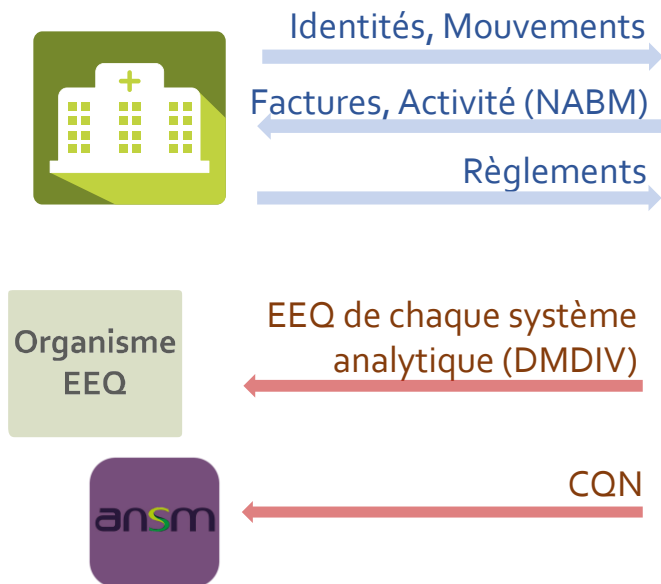 Identités, Mouvements
Factures, Activité (NABM)
Règlements
Organisme
EEQ
EEQ de chaque système
analytique (DMDIV)
CQN
ansm